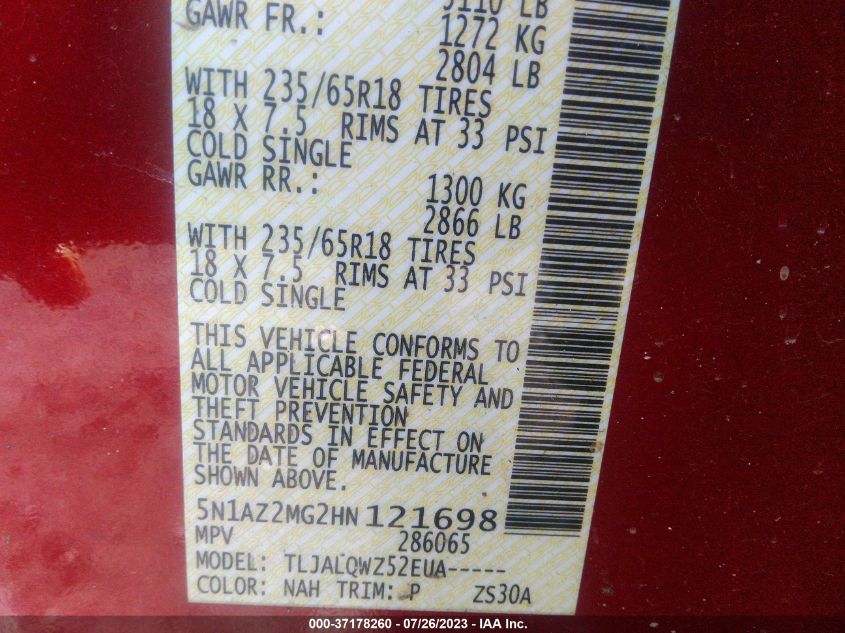 5110 LB
GAWR FR.: 1272 KG
2804 LB
WITH 235/65R18 TIRES
18 X 7.5 RIMS AT 33 PSI
COLD SINGLE
GAWR RR.: 1300 KG
2866 LB
WITH 235/65R18 TIRES
18 X 7.5 RIMS AT 33 PSI
COLD SINGLE
THIS VEHICLE CONFORMS TO
ALL APPLICABLE FEDERAL
MOTOR VEHICLE SAFETY AND
THEFT PREVENTION
STANDARDS IN EFFECT ON
THE DATE OF MANUFACTURE
SHOWN ABOVE.
5N1AZ2MG2HN121698
MPV 286065
MODEL: TLJALQWZ52EUA-----
COLOR: NAH TRIM: P ZS30A
000-37178260 - 07/26/2023 - IAA Inc.